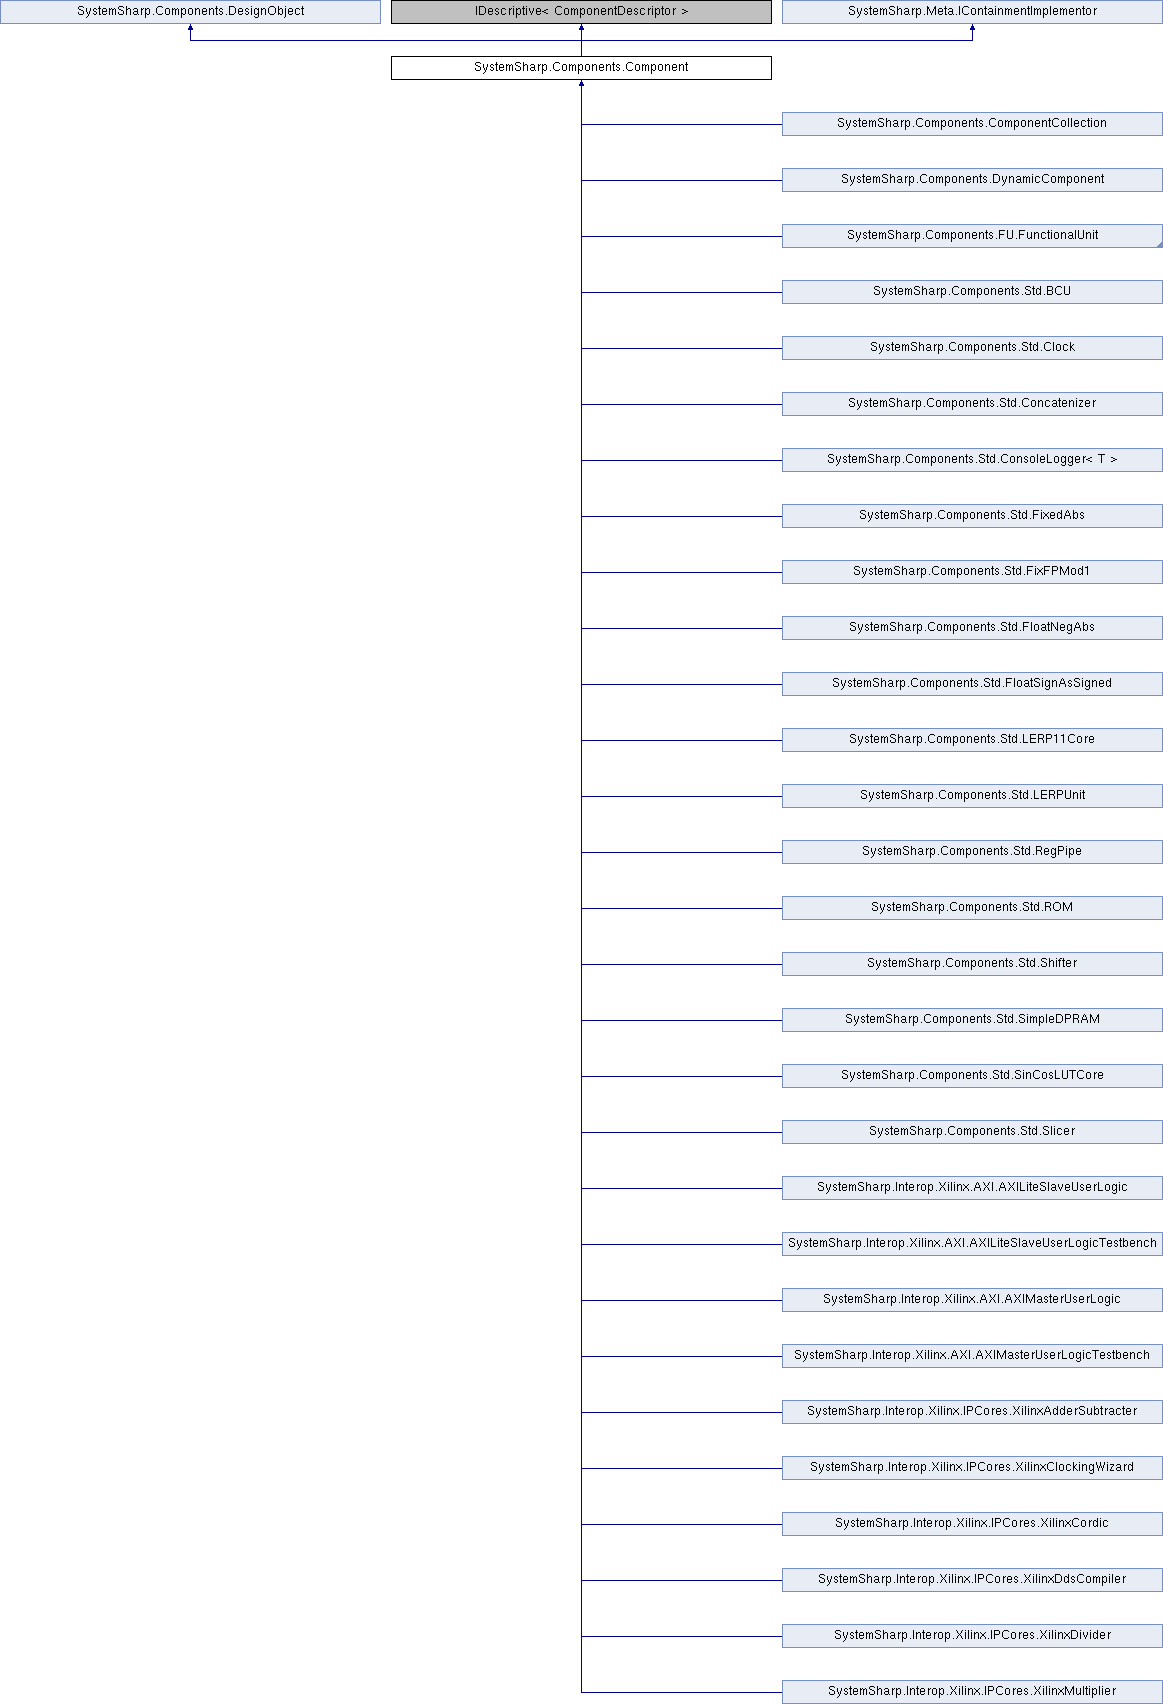 SystemSharp.Components.DesignObject
IDescriptive< ComponentDescriptor >
SystemSharp.Meta.IContainmentImplementor
SystemSharp.Components.Component
SystemSharp.Components.ComponentCollection
SystemSharp.Components.DynamicComponent
SystemSharp.Components.FU.FunctionalUnit
SystemSharp.Components.Std.BCU
SystemSharp.Components.Std.Clock
SystemSharp.Components.Std.Concatenizer
SystemSharp.Components.Std.ConsoleLogger< T >
SystemSharp.Components.Std.FixedAbs
SystemSharp.Components.Std.FixFPMod1
SystemSharp.Components.Std.FloatNegAbs
SystemSharp.Components.Std.FloatSignAsSigned
SystemSharp.Components.Std.LERP11Core
SystemSharp.Components.Std.LERPUnit
SystemSharp.Components.Std.RegPipe
SystemSharp.Components.Std.ROM
SystemSharp.Components.Std.Shifter
SystemSharp.Components.Std.SimpleDPRAM
SystemSharp.Components.Std.SinCosLUTCore
SystemSharp.Components.Std.Slicer
SystemSharp.Interop.Xilinx.AXI.AXILiteSlaveUserLogic
SystemSharp.Interop.Xilinx.AXI.AXILiteSlaveUserLogicTestbench
SystemSharp.Interop.Xilinx.AXI.AXIMasterUserLogic
SystemSharp.Interop.Xilinx.AXI.AXIMasterUserLogicTestbench
SystemSharp.Interop.Xilinx.IPCores.XilinxAdderSubtracter
SystemSharp.Interop.Xilinx.IPCores.XilinxClockingWizard
SystemSharp.Interop.Xilinx.IPCores.XilinxCordic
SystemSharp.Interop.Xilinx.IPCores.XilinxDdsCompiler
SystemSharp.Interop.Xilinx.IPCores.XilinxDivider
SystemSharp.Interop.Xilinx.IPCores.XilinxMultiplier